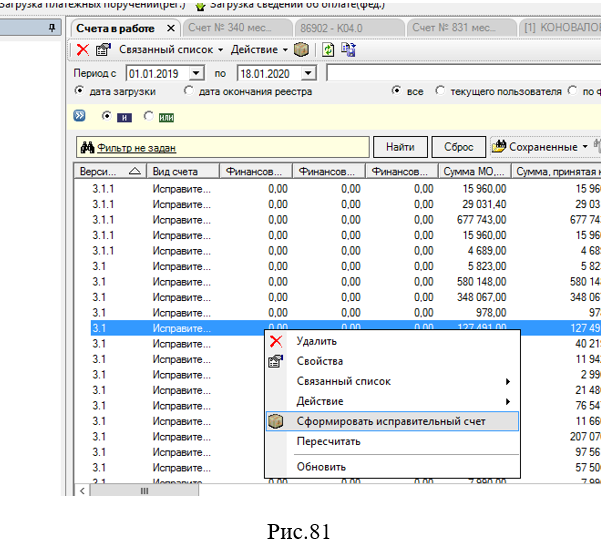 Загрузка платежных поручений(рег.) Загрузка сведений об оплате(фед.)
Счета в работе Счет № 340 мес... 86902 - К04.0 Счет № 831 мес... [1] КОНОВАЛОВ
Связанный список Действие
Период с 01.01.2019 по 18.01.2020
дата загрузки дата окончания реестра все текущего пользователя по ф
и или
Фильтр не задан Найти Сброс Сохраненные
Верси... Вид счета Финансов... Финансов... Финансов... Сумма МО,... Сумма, принятая к
3.1.1 Исправите... 0,00 0,00 0,00 15 960,00 15 96
3.1.1 Исправите... 0,00 0,00 0,00 29 031,40 29 03
3.1.1 Исправите... 0,00 0,00 0,00 677 743,00 677 74
3.1.1 Исправите... 0,00 0,00 0,00 15 960,00 15 96
3.1.1 Исправите... 0,00 0,00 0,00 4 689,00 4 68
3.1 Исправите... 0,00 0,00 0,00 5 823,00 5 82
3.1 Исправите... 0,00 0,00 0,00 580 148,00 580 14
3.1 Исправите... 0,00 0,00 0,00 348 067,00 348 06
3.1 Исправите... 0,00 0,00 0,00 978,00 97
3.1 Исправите... 0,00 0,00 0,00 127 491,00 127 49
3.1 Исправите... 40 21
3.1 Исправите... 11 94
3.1 Исправите... 2 99
3.1 Исправите... 21 48
3.1 Исправите... 76 54
3.1 Исправите... 11 66
3.1 Исправите... 207 07
3.1 Исправите... 97 56
3.1 Исправите... 57 50
3.1 Исправите... 0,00 0,00 0,00 7 990,00 7 99
Удалить
Свойства
Связанный список
Действие
Сформировать исправительный счет
Пересчитать
Обновить
Рис.81